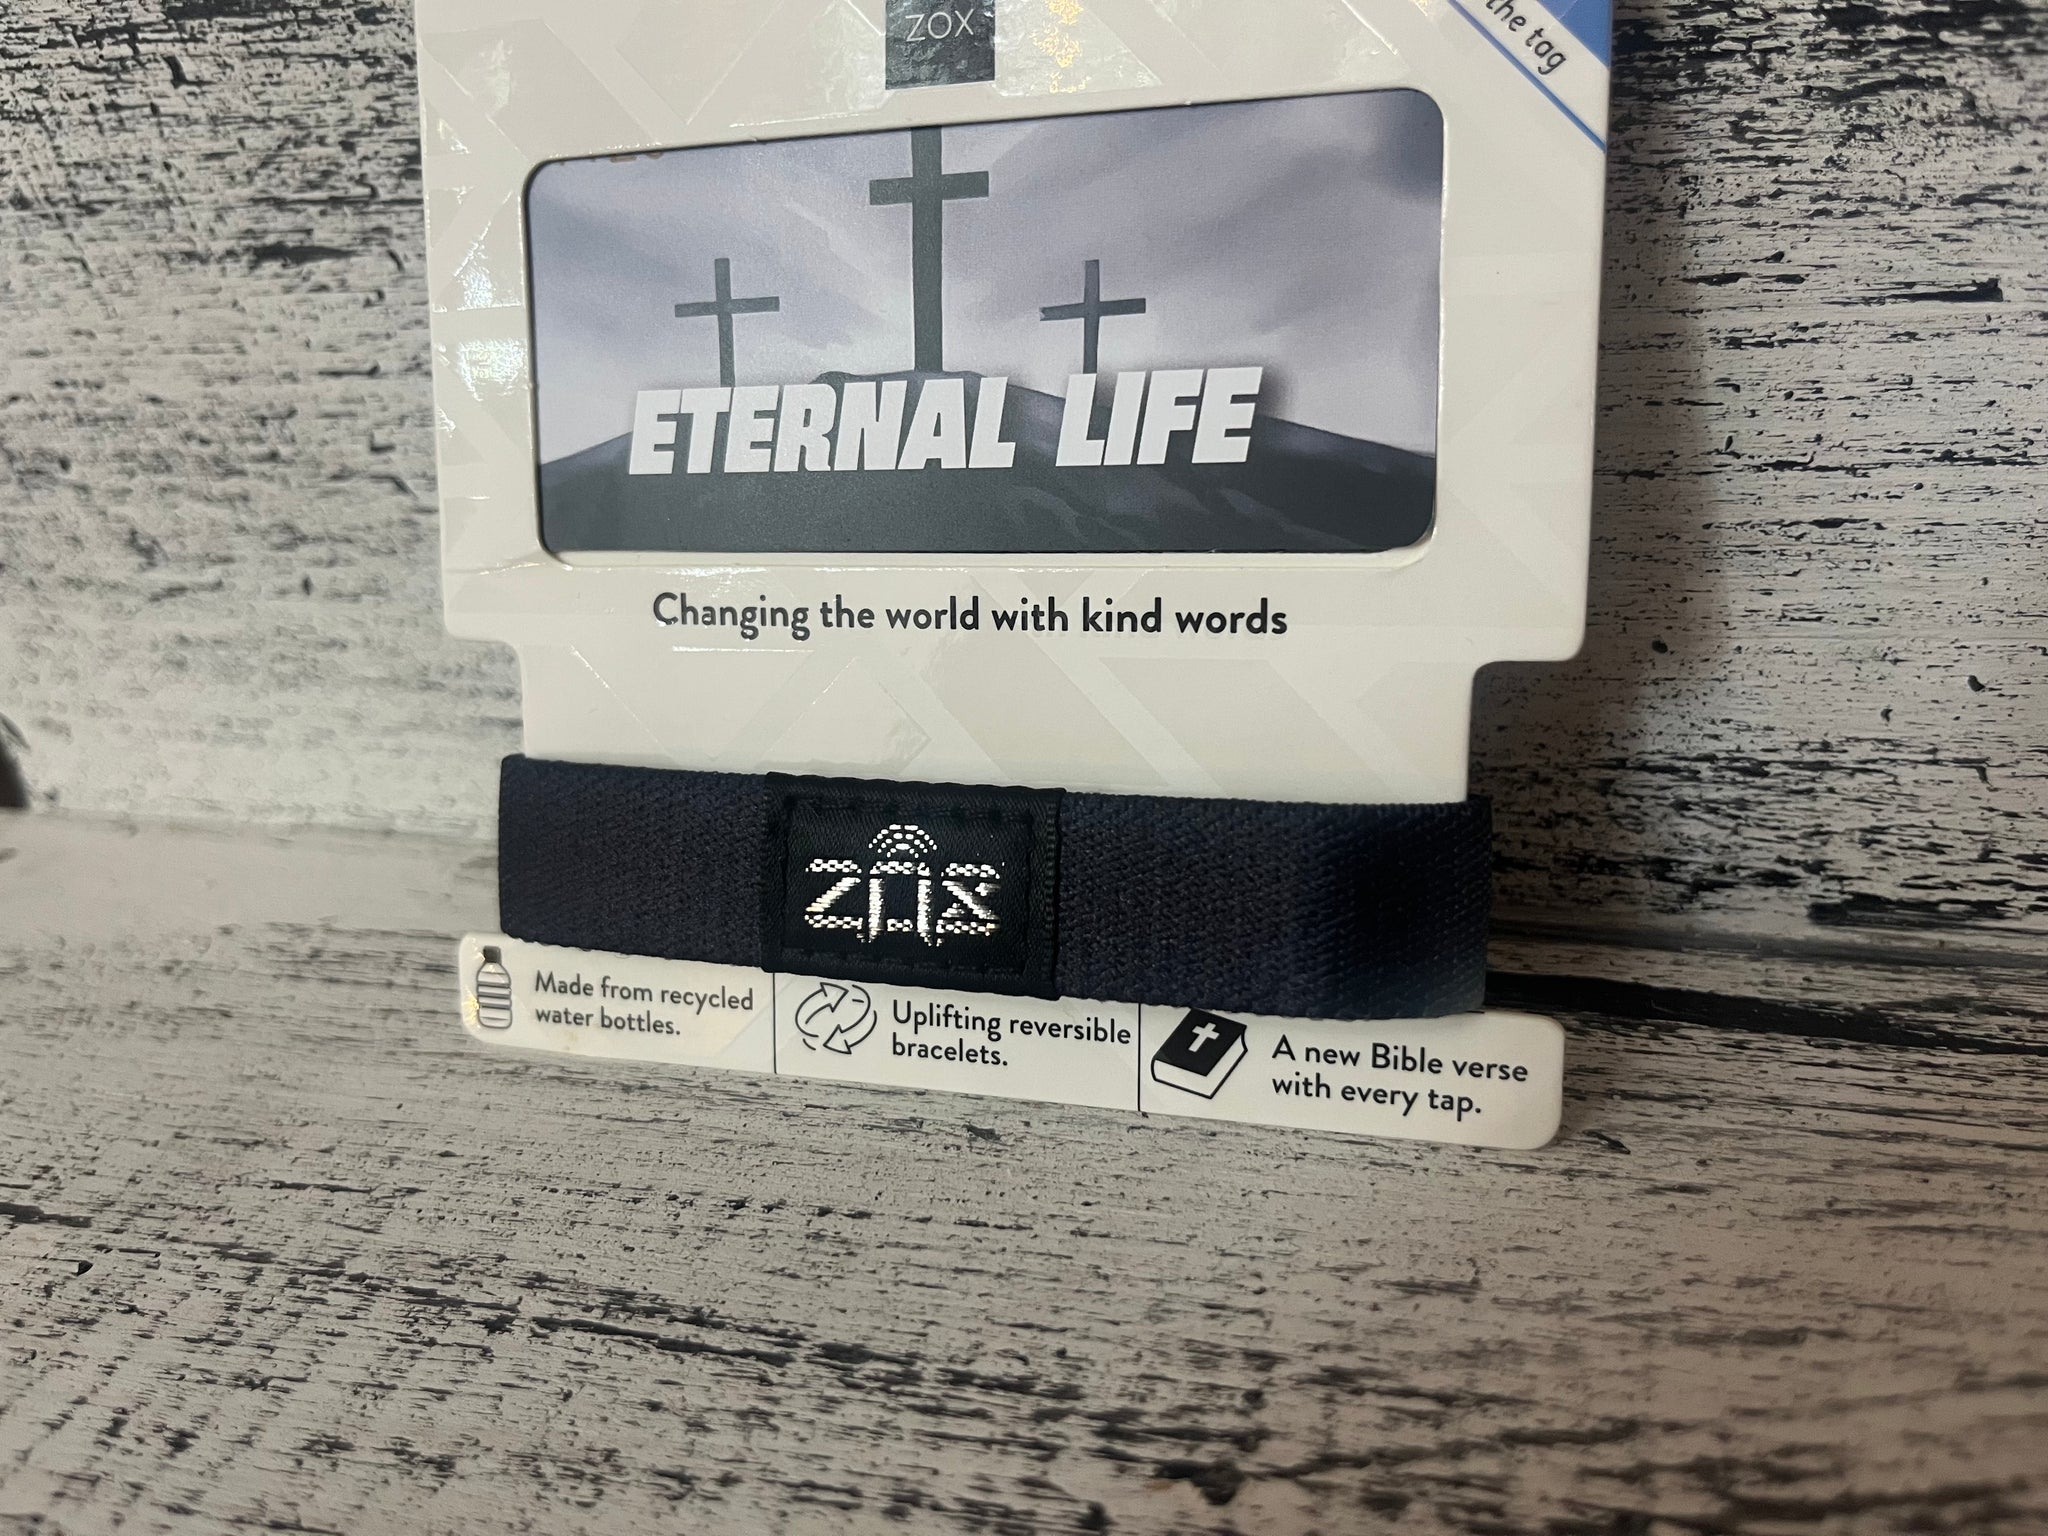 ZOX
the tag
ETERNAL LIFE
Changing the world with kind words
ZOX
Made from recycled
water bottles.
Uplifting reversible
bracelets.
A new Bible verse
with every tap.